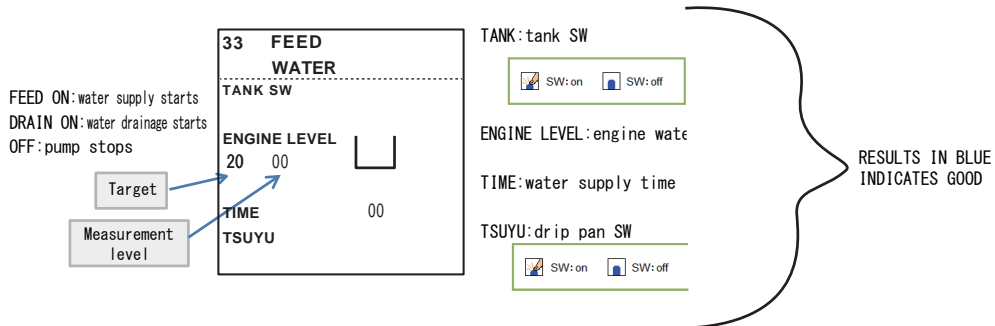 FEED ON:water supply starts
DRAIN ON:water drainage starts
OFF:pump stops
Target
Measurement
level
33 FEED
WATER
TANK SW
ENGINE LEVEL
20 00
TIME 00
TSUYU
TANK:tank SW
SW:on SW:off
ENGINE LEVEL:engine wate
TIME:water supply time
TSUYU:drip pan SW
SW:on SW:off
RESULTS IN BLUE
INDICATES GOOD